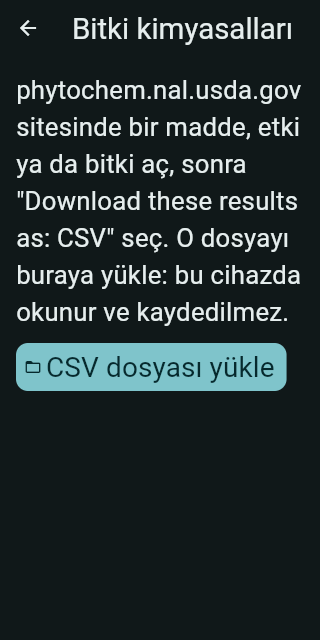 Bitki kimyasalları
phytochem.nal.usda.gov
sitesinde bir madde, etki
ya da bitki aç, sonra
"Download these results
as: CSV" seç. O dosyayı
buraya yükle: bu cihazda
okunur ve kaydedilmez.
CSV dosyası yükle